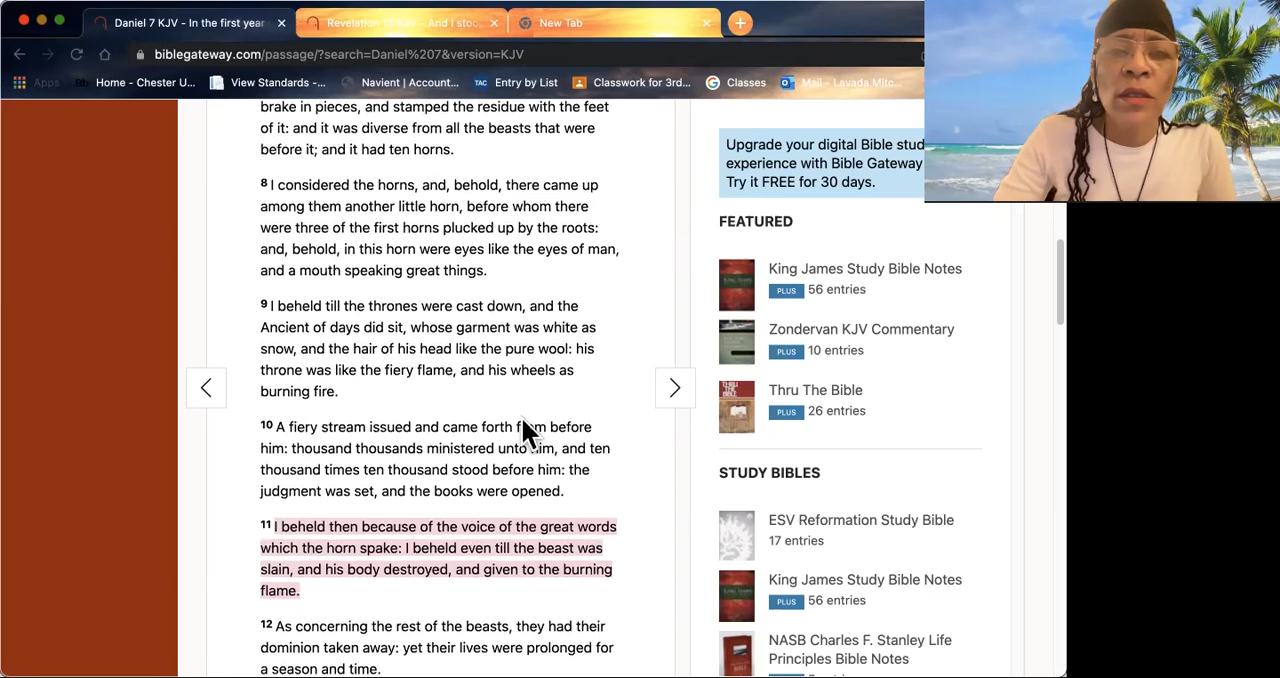 Daniel 7 KJV - In the first year
Revelation 13 KJV - And I stoo
New Tab
biblegateway.com/passage/?search=Daniel%207&version=KJV
Apps
Home - Chester U...
View Standards -...
Navient | Account...
TAC Entry by List
Classwork for 3rd...
Classes
Mail - Lavada Mitc...
brake in pieces, and stamped the residue with the feet
of it: and it was diverse from all the beasts that were
before it; and it had ten horns.
8 I considered the horns, and, behold, there came up
among them another little horn, before whom there
were three of the first horns plucked up by the roots:
and, behold, in this horn were eyes like the eyes of man,
and a mouth speaking great things.
9 I beheld till the thrones were cast down, and the
Ancient of days did sit, whose garment was white as
snow, and the hair of his head like the pure wool: his
throne was like the fiery flame, and his wheels as
burning fire.
10 A fiery stream issued and came forth from before
him: thousand thousands ministered unto him, and ten
thousand times ten thousand stood before him: the
judgment was set, and the books were opened.
11 I beheld then because of the voice of the great words
which the horn spake: I beheld even till the beast was
slain, and his body destroyed, and given to the burning
flame.
12 As concerning the rest of the beasts, they had their
dominion taken away: yet their lives were prolonged for
a season and time.
Upgrade your digital Bible stud
experience with Bible Gateway
Try it FREE for 30 days.
FEATURED
King James Study Bible Notes
PLUS 56 entries
Zondervan KJV Commentary
PLUS 10 entries
Thru The Bible
PLUS 26 entries
STUDY BIBLES
ESV Reformation Study Bible
17 entries
King James Study Bible Notes
PLUS 56 entries
NASB Charles F. Stanley Life
Principles Bible Notes